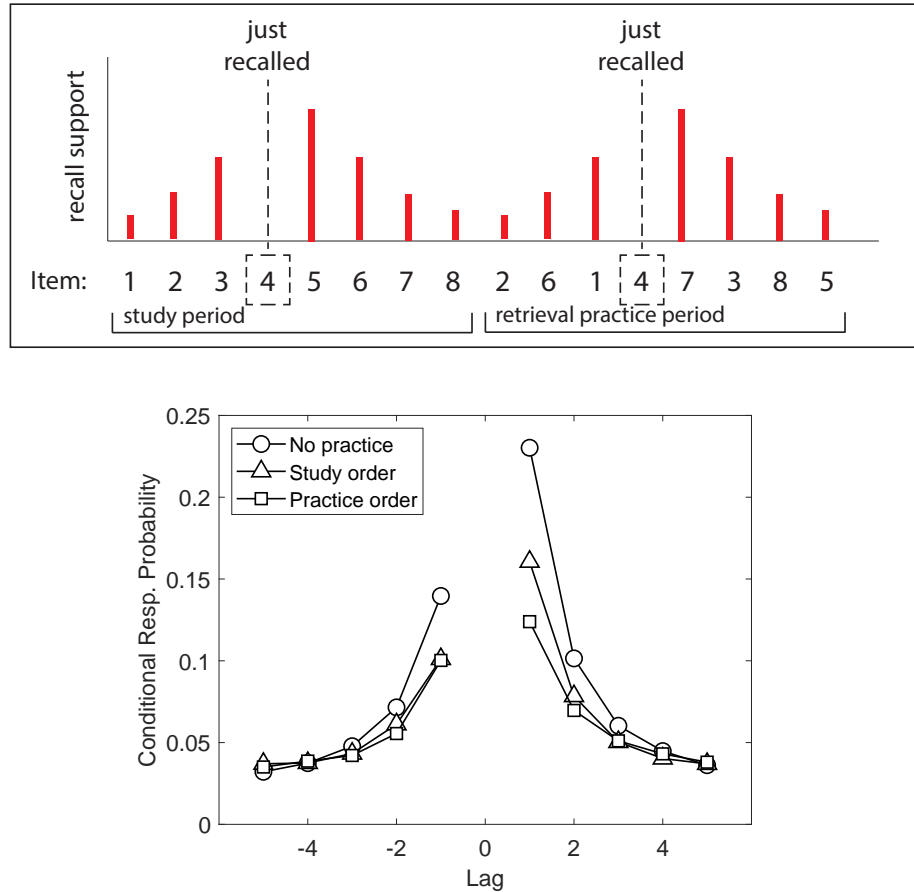 just just
recalled recalled
recall support
Item: 1 2 3 4 5 6 7 8 2 6 1 4 7 3 8 5
study period retrieval practice period
0.25
No practice
Study order
0.2
Practice order
0.15
0.1
0.05
0
Conditional Resp. Probability
-4 -2 0 2 4
Lag